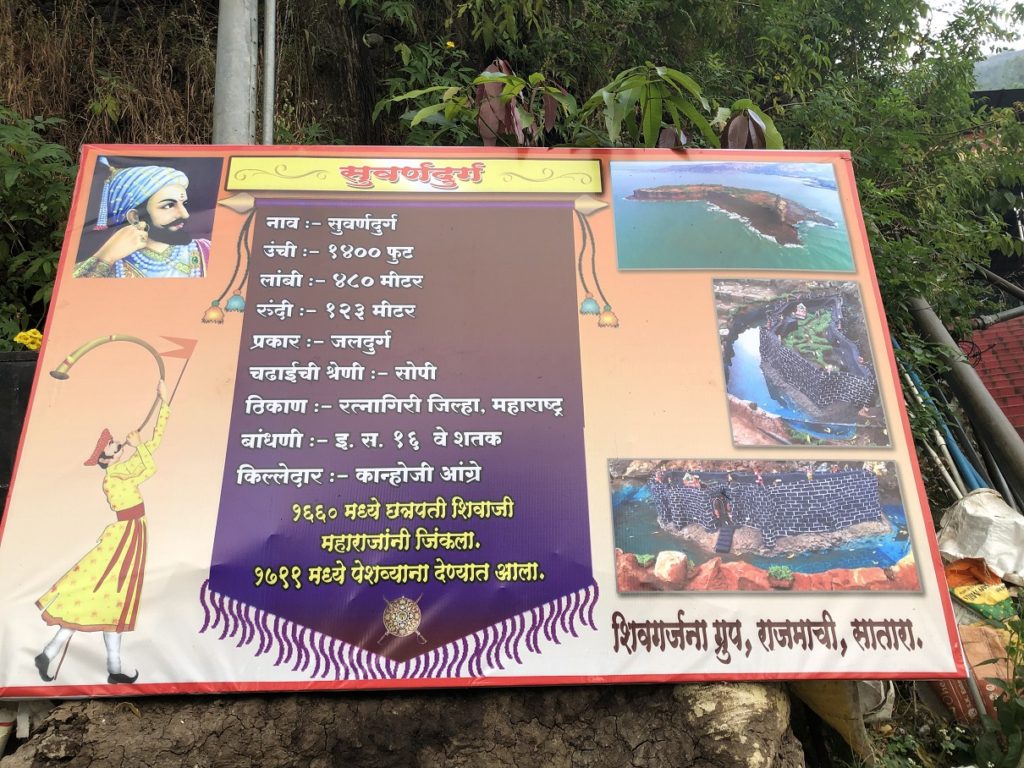 सुवर्णदुर्ग
नाव :- सुवर्णदुर्ग
उंची :- १४०० फुट
लांबी :- ४८० मीटर
रुंदी :- १२३ मीटर
प्रकार :- जलदुर्ग
चढाईची श्रेणी :- सोपी
ठिकाण :- रत्नागिरी जिल्हा, महाराष्ट्र
बांधणी :- इ. स. १६ वे शतक
किल्लेदार :- कान्होजी आंग्रे
१६६० मध्ये छत्रपती शिवाजी
महाराजांनी जिंकला.
१७९९ मध्ये पेशव्याना देण्यात आला.
शिवगर्जना ग्रुप, राजमाची, सातारा.